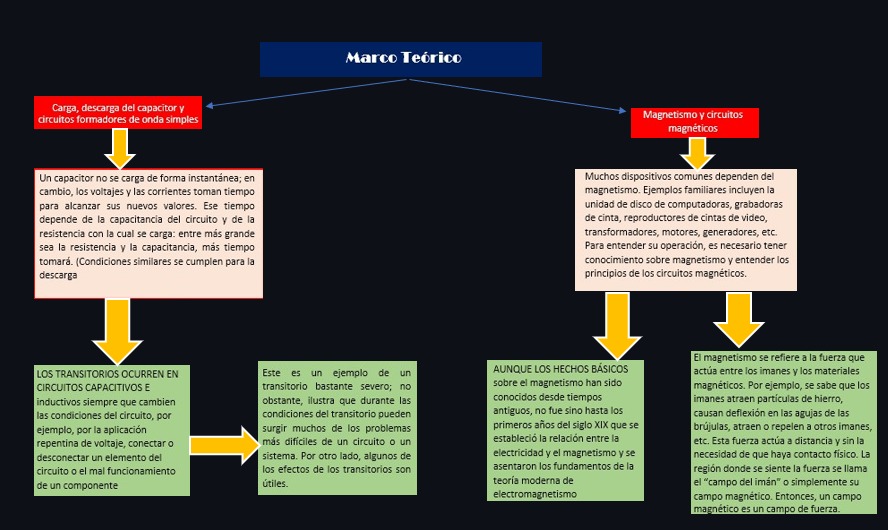 Marco Teórico
Carga, descarga del capacitor y
circuitos formadores de onda simples
Un capacitor no se carga de forma instantánea; en
cambio, los voltajes y las corrientes toman tiempo
para alcanzar sus nuevos valores. Ese tiempo
depende de la capacitancia del circuito y de la
resistencia con la cual se carga: entre más grande
sea la resistencia y la capacitancia, más tiempo
tomará. (Condiciones similares se cumplen para la
descarga
LOS TRANSITORIOS OCURREN EN
CIRCUITOS CAPACITIVOS E
inductivos siempre que cambien
las condiciones del circuito, por
ejemplo, por la aplicación
repentina de voltaje, conectar o
desconectar un elemento del
circuito o el mal funcionamiento
de un componente
Este es un ejemplo de un
transitorio bastante severo; no
obstante, ilustra que durante las
condiciones del transitorio pueden
surgir muchos de los problemas
más difíciles de un circuito o un
sistema. Por otro lado, algunos de
los efectos de los transitorios son
útiles.
Magnetismo y circuitos
magnéticos
Muchos dispositivos comunes dependen del
magnetismo. Ejemplos familiares incluyen la
unidad de disco de computadoras, grabadoras
de cinta, reproductores de cintas de video,
transformadores, motores, generadores, etc.
Para entender su operación, es necesario tener
conocimiento sobre magnetismo y entender los
principios de los circuitos magnéticos.
AUNQUE LOS HECHOS BÁSICOS
sobre el magnetismo han sido
conocidos desde tiempos
antiguos, no fue sino hasta los
primeros años del siglo XIX que se
estableció la relación entre la
electricidad y el magnetismo y se
asentaron los fundamentos de la
teoría moderna de
electromagnetismo
El magnetismo se refiere a la fuerza que
actúa entre los imanes y los materiales
magnéticos. Por ejemplo, se sabe que los
imanes atraen partículas de hierro,
causan deflexión en las agujas de las
brújulas, atraen o repelen a otros imanes,
etc. Esta fuerza actúa a distancia y sin la
necesidad de que haya contacto físico. La
región donde se siente la fuerza se llama
el “campo del imán” o simplemente su
campo magnético. Entonces, un campo
magnético es un campo de fuerza.